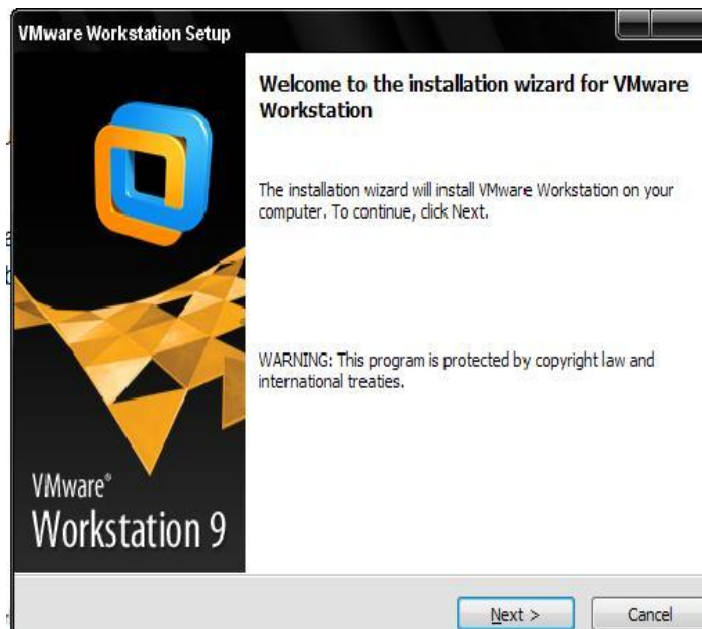 VMware Workstation Setup
Welcome to the installation wizard for VMware
Workstation
The installation wizard will install VMware Workstation on your
computer. To continue, click Next.
WARNING: This program is protected by copyright law and
international treaties.
VMware®
Workstation 9
Next >
Cancel